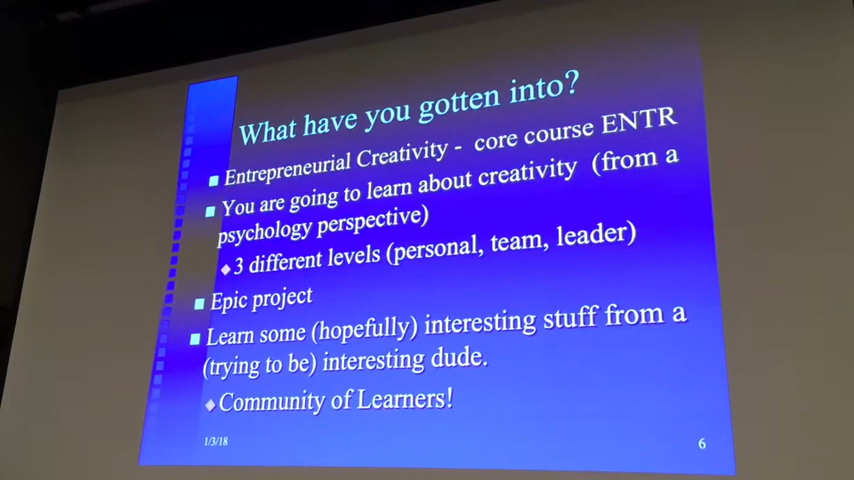 What have you gotten into?
Entrepreneurial Creativity - core course ENTR
You are going to learn about creativity (from a
psychology perspective)
3 different levels (personal, team, leader)
Epic project
Learn some (hopefully) interesting stuff from a
(trying to be) interesting dude.
Community of Learners!
1/3/18
6